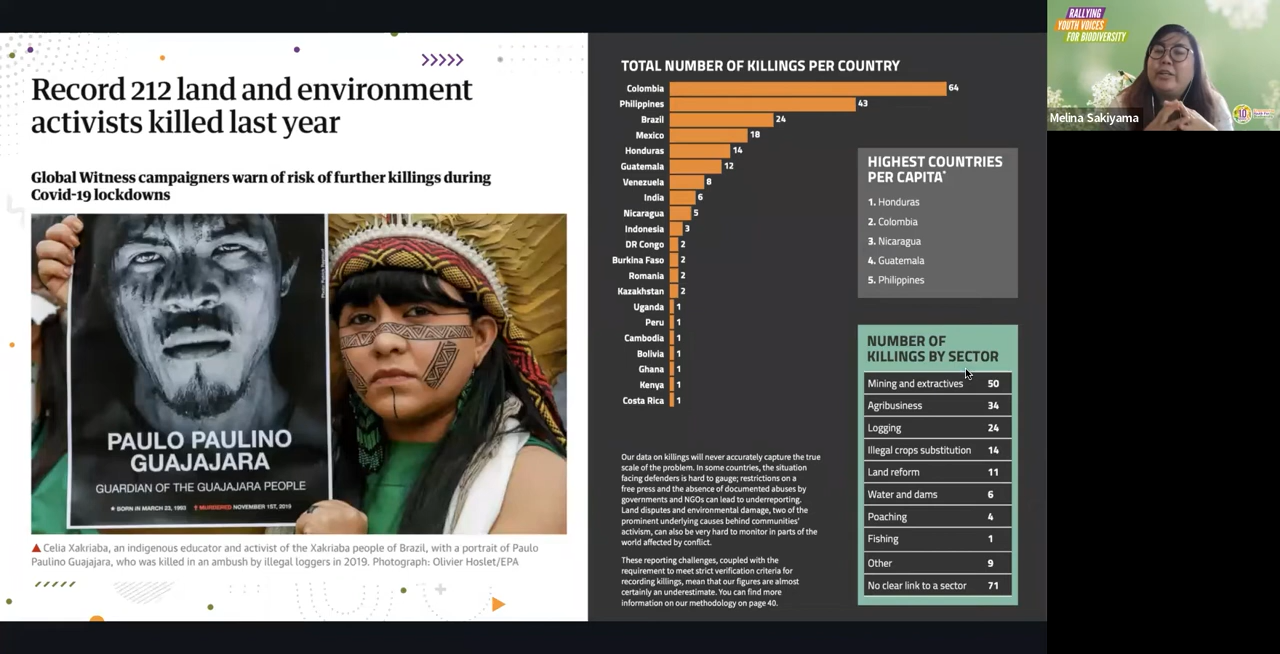 Record 212 land and environment
activists killed last year
Global Witness campaigners warn of risk of further killings during
Covid-19 lockdowns
PAULO PAULINO
GUAJAJARA
GUARDIAN OF THE GUAJAJARA PEOPLE
★ BORN IN MARCH 23, 1993 MURDERED NOVEMBER 1ST, 2019
▲ Celia Xakriaba, an indigenous educator and activist of the Xakriaba people of Brazil, with a portrait of Paulo
Paulino Guajajara, who was killed in an ambush by illegal loggers in 2019. Photograph: Olivier Hoslet/EPA
TOTAL NUMBER OF KILLINGS PER COUNTRY
Colombia 64
Philippines 43
Brazil 24
Mexico 18
Honduras 14
Guatemala 12
Venezuela 8
India 6
Nicaragua 5
Indonesia 3
DR Congo 2
Burkina Faso 2
Romania 2
Kazakhstan 2
Uganda 1
Peru 1
Cambodia 1
Bolivia 1
Ghana 1
Kenya 1
Costa Rica 1
Our data on killings will never accurately capture the true
scale of the problem. In some countries, the situation
facing defenders is hard to gauge; restrictions on
a free press and the absence of documented abuses by
governments and NGOs can lead to underreporting.
Land disputes and environmental damage, two of the
prominent underlying causes behind communities'
activism, can also be very hard to monitor in parts of the
world affected by conflict.
These reporting challenges, coupled with the
requirement to meet strict verification criteria for
recording killings, mean that our figures are almost
certainly an underestimate. You can find more
information on our methodology on page 40.
HIGHEST COUNTRIES
PER CAPITA*
1. Honduras
2. Colombia
3. Nicaragua
4. Guatemala
5. Philippines
NUMBER OF
KILLINGS BY SECTOR
Mining and extractives 50
Agribusiness 34
Logging 24
Illegal crops substitution 14
Land reform 11
Water and dams 6
Poaching 4
Fishing 1
Other 9
No clear link to a sector 71
RALLYING
YOUTH VOICES
FOR BIODIVERSITY
Melina Sakiyama
10